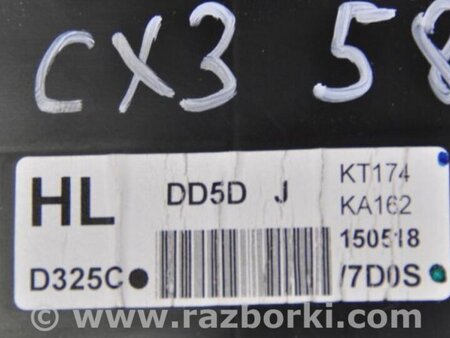 CX3 58
HL DD5D J KT174
KA162
150518
D325C /7D0S
www.razborki.com